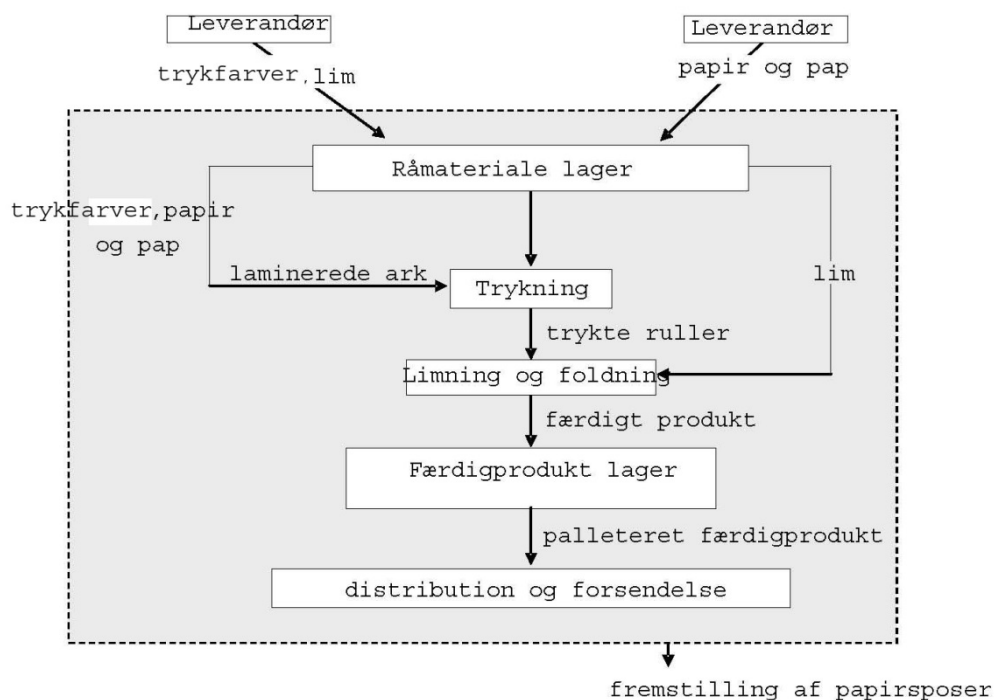 Leverandør
Leverandør
trykfarver,lim
papir og pap
Råmateriale lager
trykfarver,papir
og pap
laminerede ark
lim
Trykning
trykte ruller
Limning og foldning
færdigt produkt
Færdigprodukt lager
palleteret færdigprodukt
distribution og forsendelse
fremstilling af papirsposer